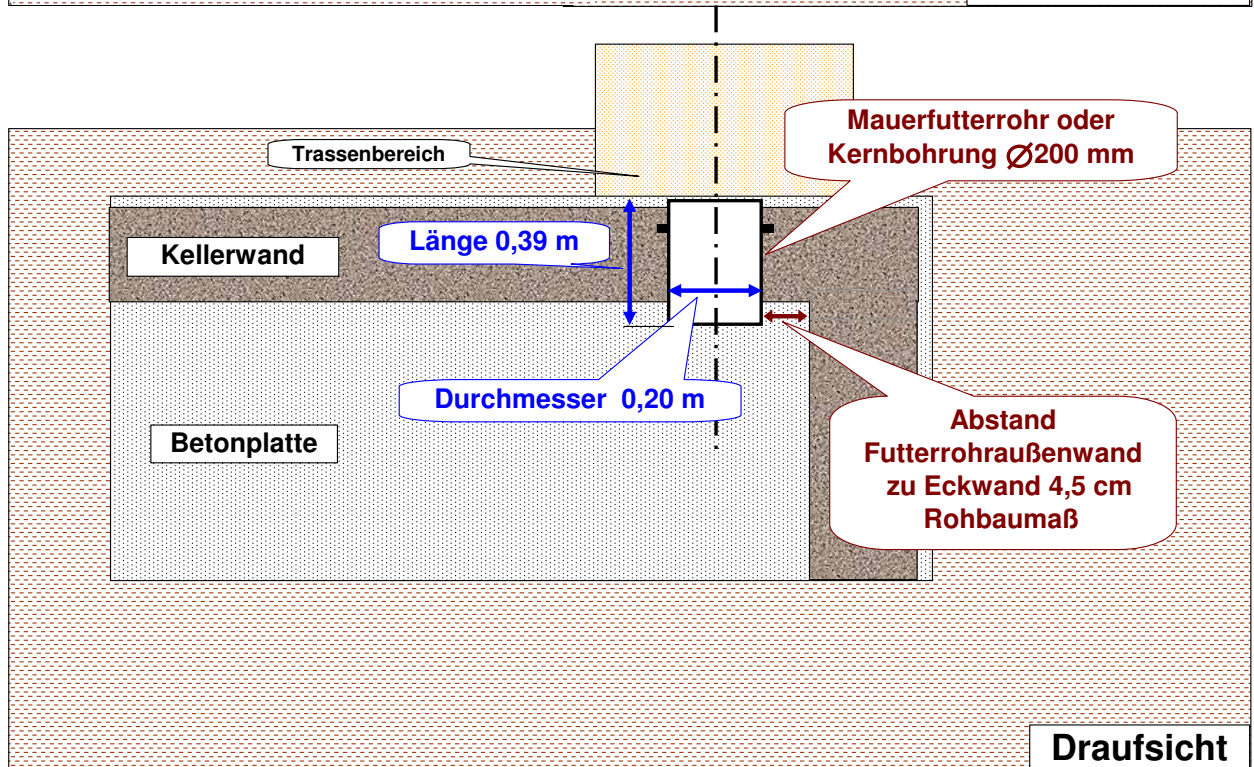 Mauerfutterrohr oder
Kernbohrung Ø200 mm
Trassenbereich
Länge 0,39 m
Kellerwand
Durchmesser 0,20 m
Betonplatte
Abstand
Futterrohraußenwand
zu Eckwand 4,5 cm
Rohbaumaß
Draufsicht